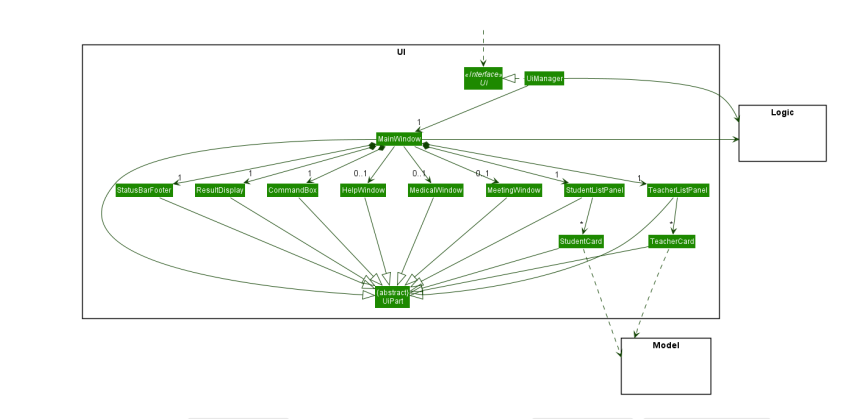 UI
«Interface»
Ui
UiManager
Logic
1
MainWindow
1
1
1
0..1
0..1
0..1
1
1
StatusBarFooter
ResultDisplay
CommandBox
HelpWindow
MedicalWindow
MeetingWindow
StudentListPanel
TeacherListPanel
*
*
StudentCard
TeacherCard
{abstract}
UiPart
Model